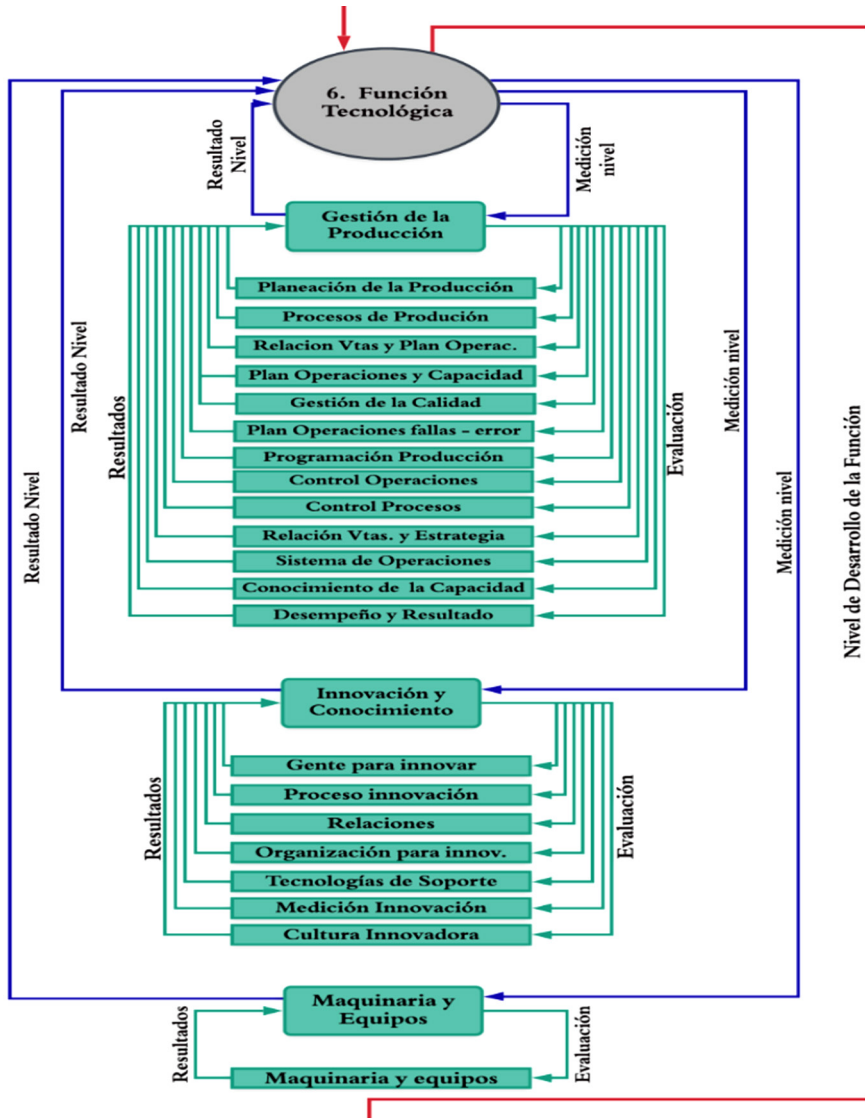 6. Función
Tecnológica
Resultado
Nivel
Medición
nivel
Gestión de la
Producción
Planeación de la Producción
Procesos de Produción
Relacion Vtas y Plan Operac.
Plan Operaciones y Capacidad
Gestión de la Calidad
Plan Operaciones fallas - error
Programación Producción
Control Operaciones
Control Procesos
Relación Vtas. y Estrategia
Sistema de Operaciones
Conocimiento de la Capacidad
Desempeño y Resultado
Resultados
Evaluación
Resultado Nivel
Medición nivel
Innovación y
Conocimiento
Gente para innovar
Proceso innovación
Relaciones
Organización para innov.
Tecnologías de Soporte
Medición Innovación
Cultura Innovadora
Resultados
Evaluación
Resultado Nivel
Medición nivel
Maquinaria y
Equipos
Maquinaria y equipos
Resultados
Evaluación
Nivel de Desarrollo de la Función